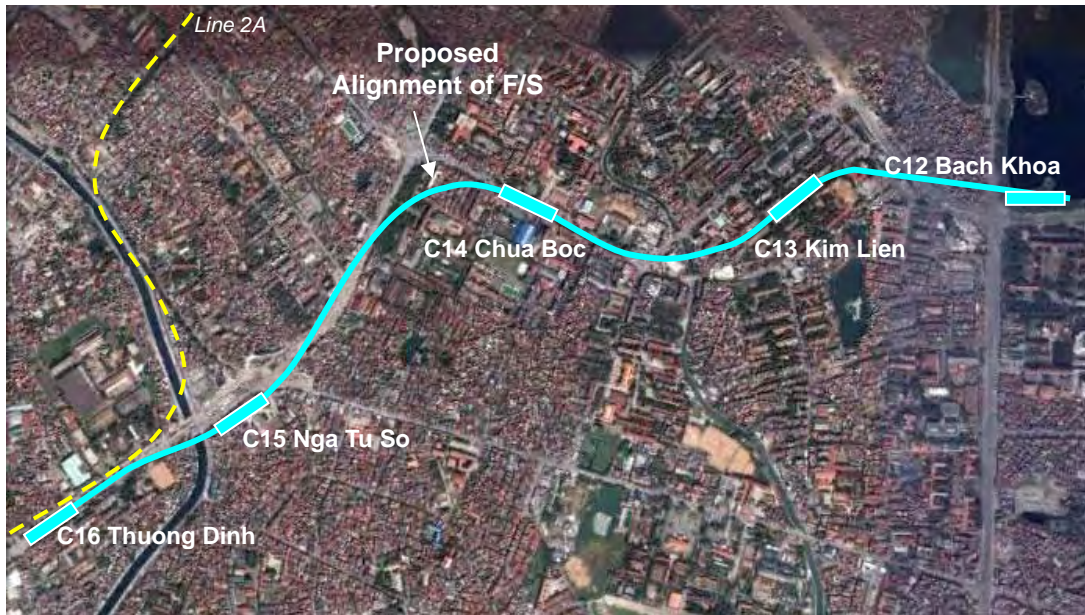 Line 2A
Proposed
Alignment of F/S
C12 Bach Khoa
C14 Chua Boc
C13 Kim Lien
C15 Nga Tu So
C16 Thuong Dinh